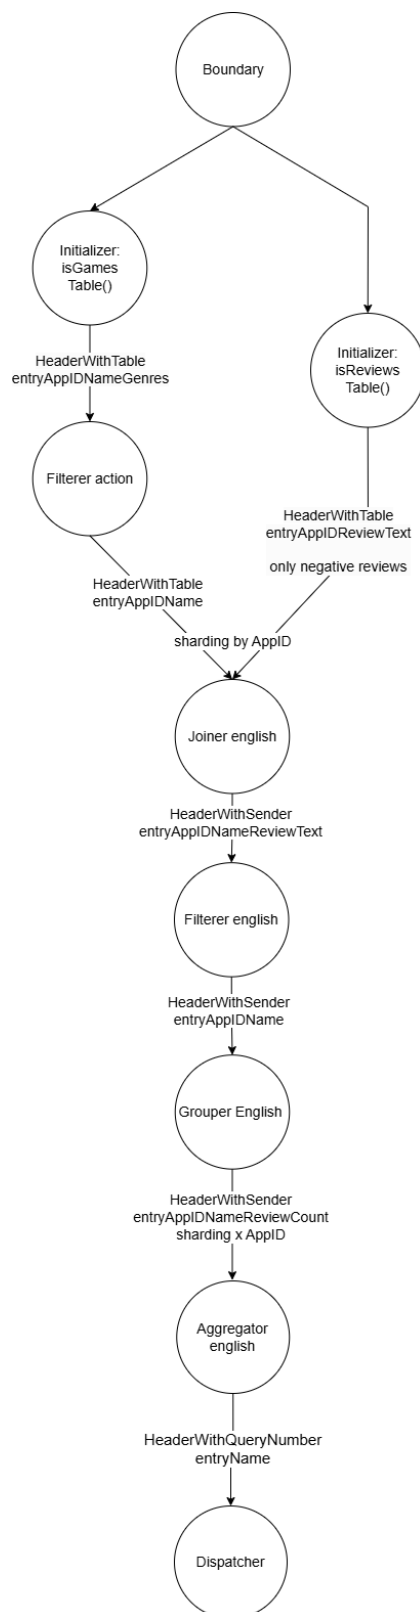 Boundary
Initializer:
isGames
Table()
HeaderWithTable
entryAppIDNameGenres
Initializer:
isReviews
Table()
Filterer action
HeaderWithTable
entryAppIDReviewText
only negative reviews
HeaderWithTable
entryAppIDName
sharding by AppID
Joiner english
HeaderWithSender
entryAppIDNameReviewText
Filterer english
HeaderWithSender
entryAppIDName
Grouper English
HeaderWithSender
entryAppIDNameReviewCount
sharding x AppID
Aggregator
english
HeaderWithQueryNumber
entryName
Dispatcher